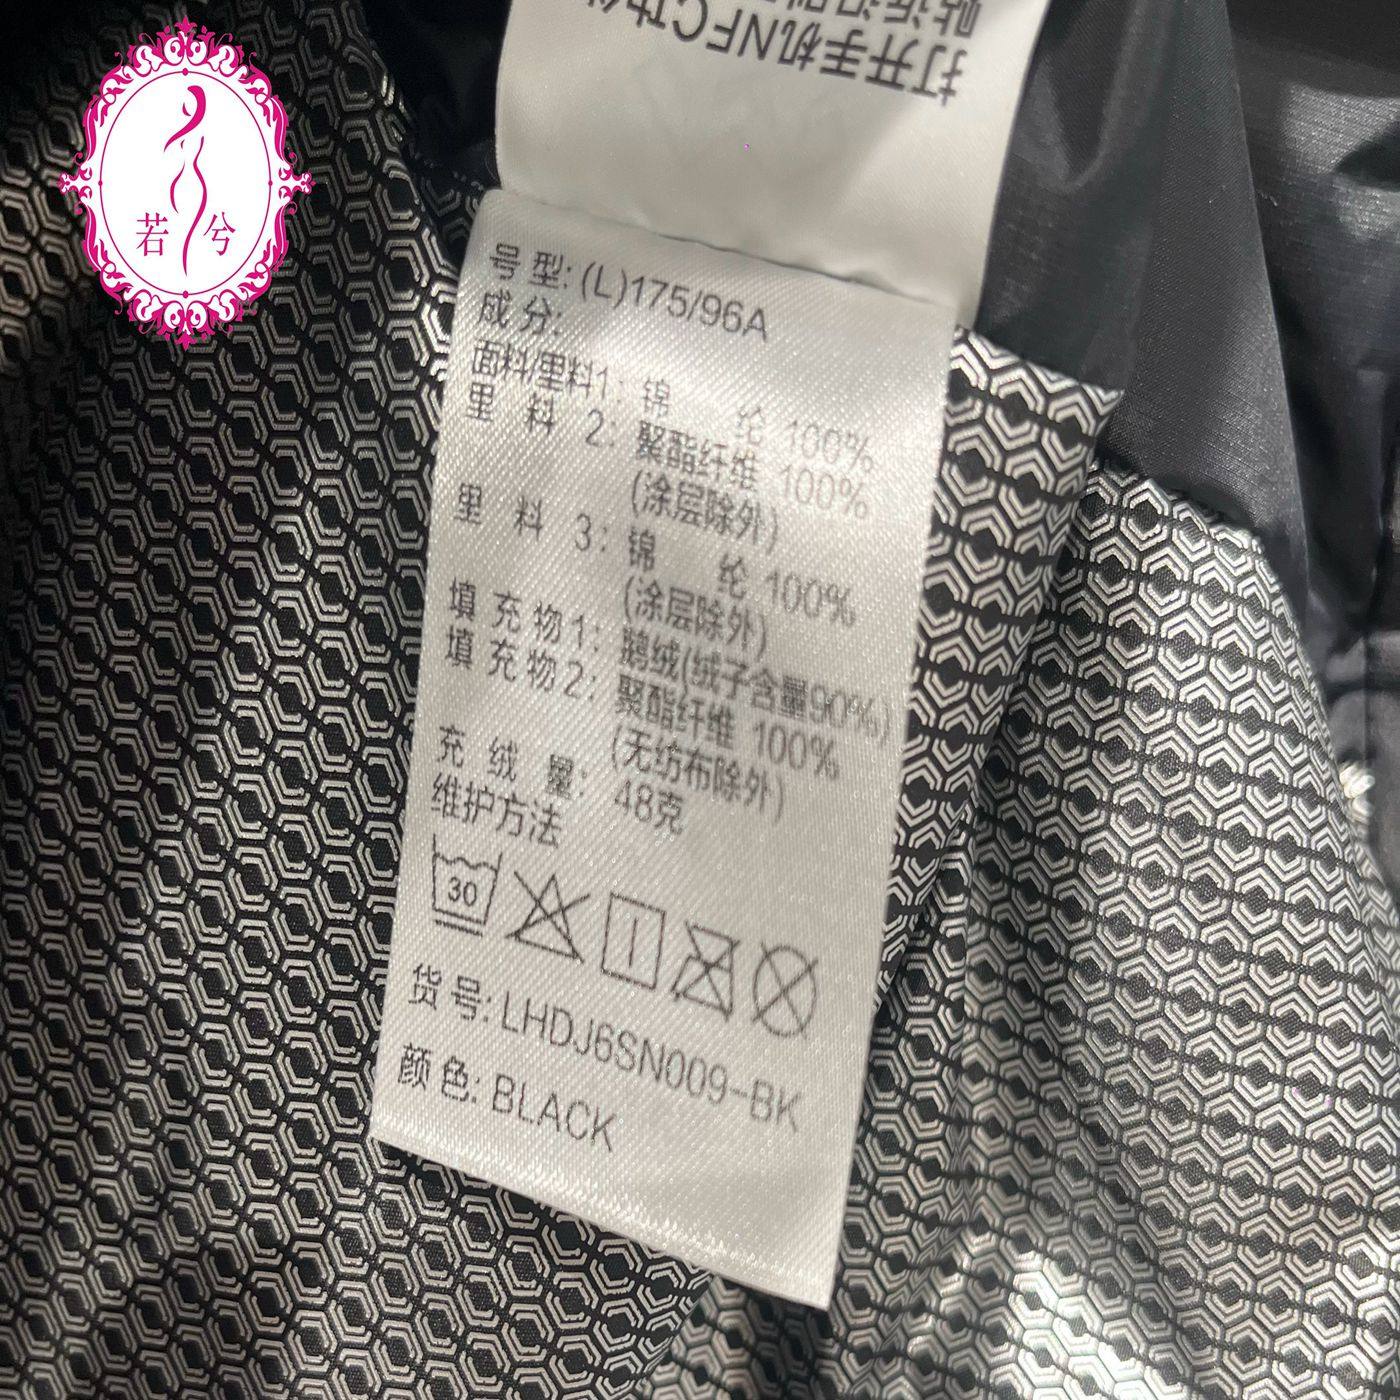 若兮
打开手机NFC功能
号型:(L)175/96A
成分:
面料/里料1: 锦纶 100%
里料2: 聚酯纤维 100%
(涂层除外)
里料3: 锦纶 100%
(涂层除外)
填充物1: 鹅绒(绒子含量90%)
填充物2: 聚酯纤维 100%
(无纺布除外)
充绒量: 48克
维护方法
30
货号: LHDJ6SN009-BK
颜色: BLACK